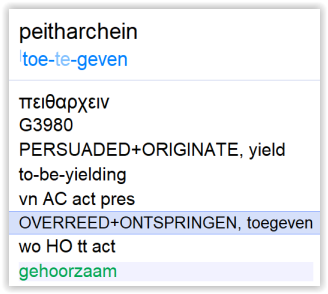 peitharchein
toe-te-geven
πειθαρχειν
G3980
PERSUADED+ORIGINATE, yield
to-be-yielding
vn AC act pres
OVERREED+ONTSPRINGEN, toegeven
wo HO tt act
gehoorzaam